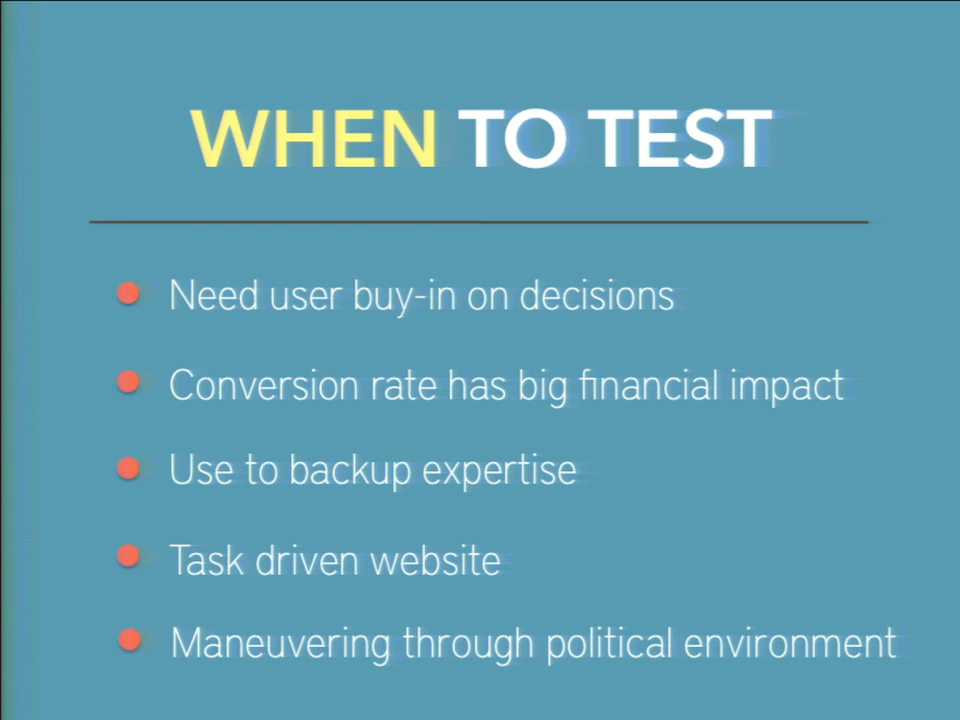 WHEN TO TEST
Need user buy-in on decisions
Conversion rate has big financial impact
Use to backup expertise
Task driven website
Maneuvering through political environment